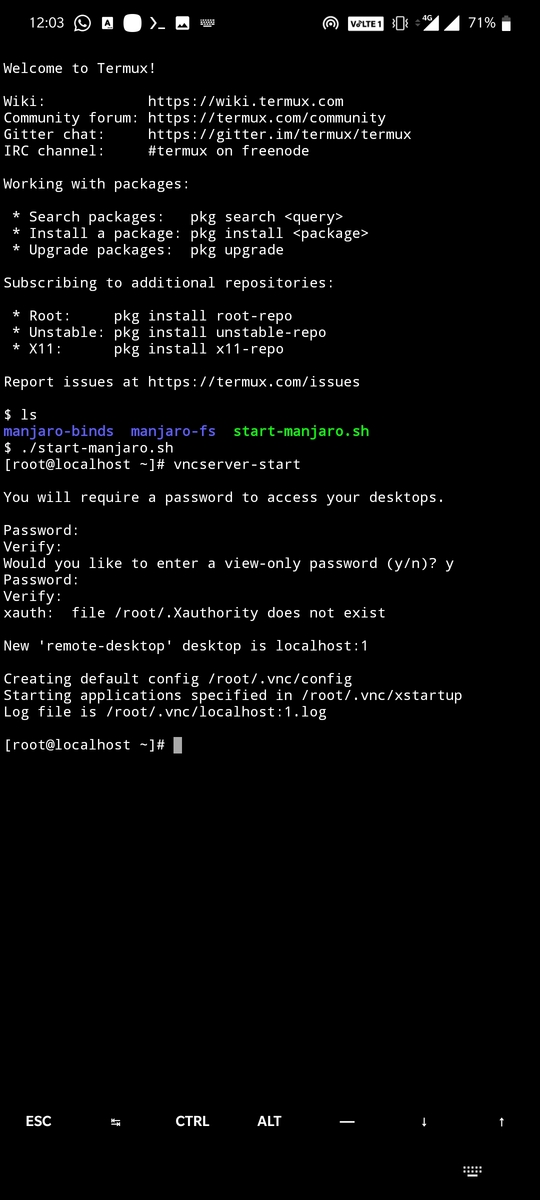 12:03 VoLTE 1 4G 71%
Welcome to Termux!
Wiki: https://wiki.termux.com
Community forum: https://termux.com/community
Gitter chat: https://gitter.im/termux/termux
IRC channel: #termux on freenode
Working with packages:
* Search packages: pkg search <query>
* Install a package: pkg install <package>
* Upgrade packages: pkg upgrade
Subscribing to additional repositories:
* Root: pkg install root-repo
* Unstable: pkg install unstable-repo
* X11: pkg install x11-repo
Report issues at https://termux.com/issues
$ ls
manjaro-binds manjaro-fs start-manjaro.sh
$ ./start-manjaro.sh
[root@localhost ~]# vncserver-start
You will require a password to access your desktops.
Password:
Verify:
Would you like to enter a view-only password (y/n)? y
Password:
Verify:
xauth: file /root/.Xauthority does not exist
New 'remote-desktop' desktop is localhost:1
Creating default config /root/.vnc/config
Starting applications specified in /root/.vnc/xstartup
Log file is /root/.vnc/localhost:1.log
[root@localhost ~]#
ESC ↹ CTRL ALT — ↓ ↑